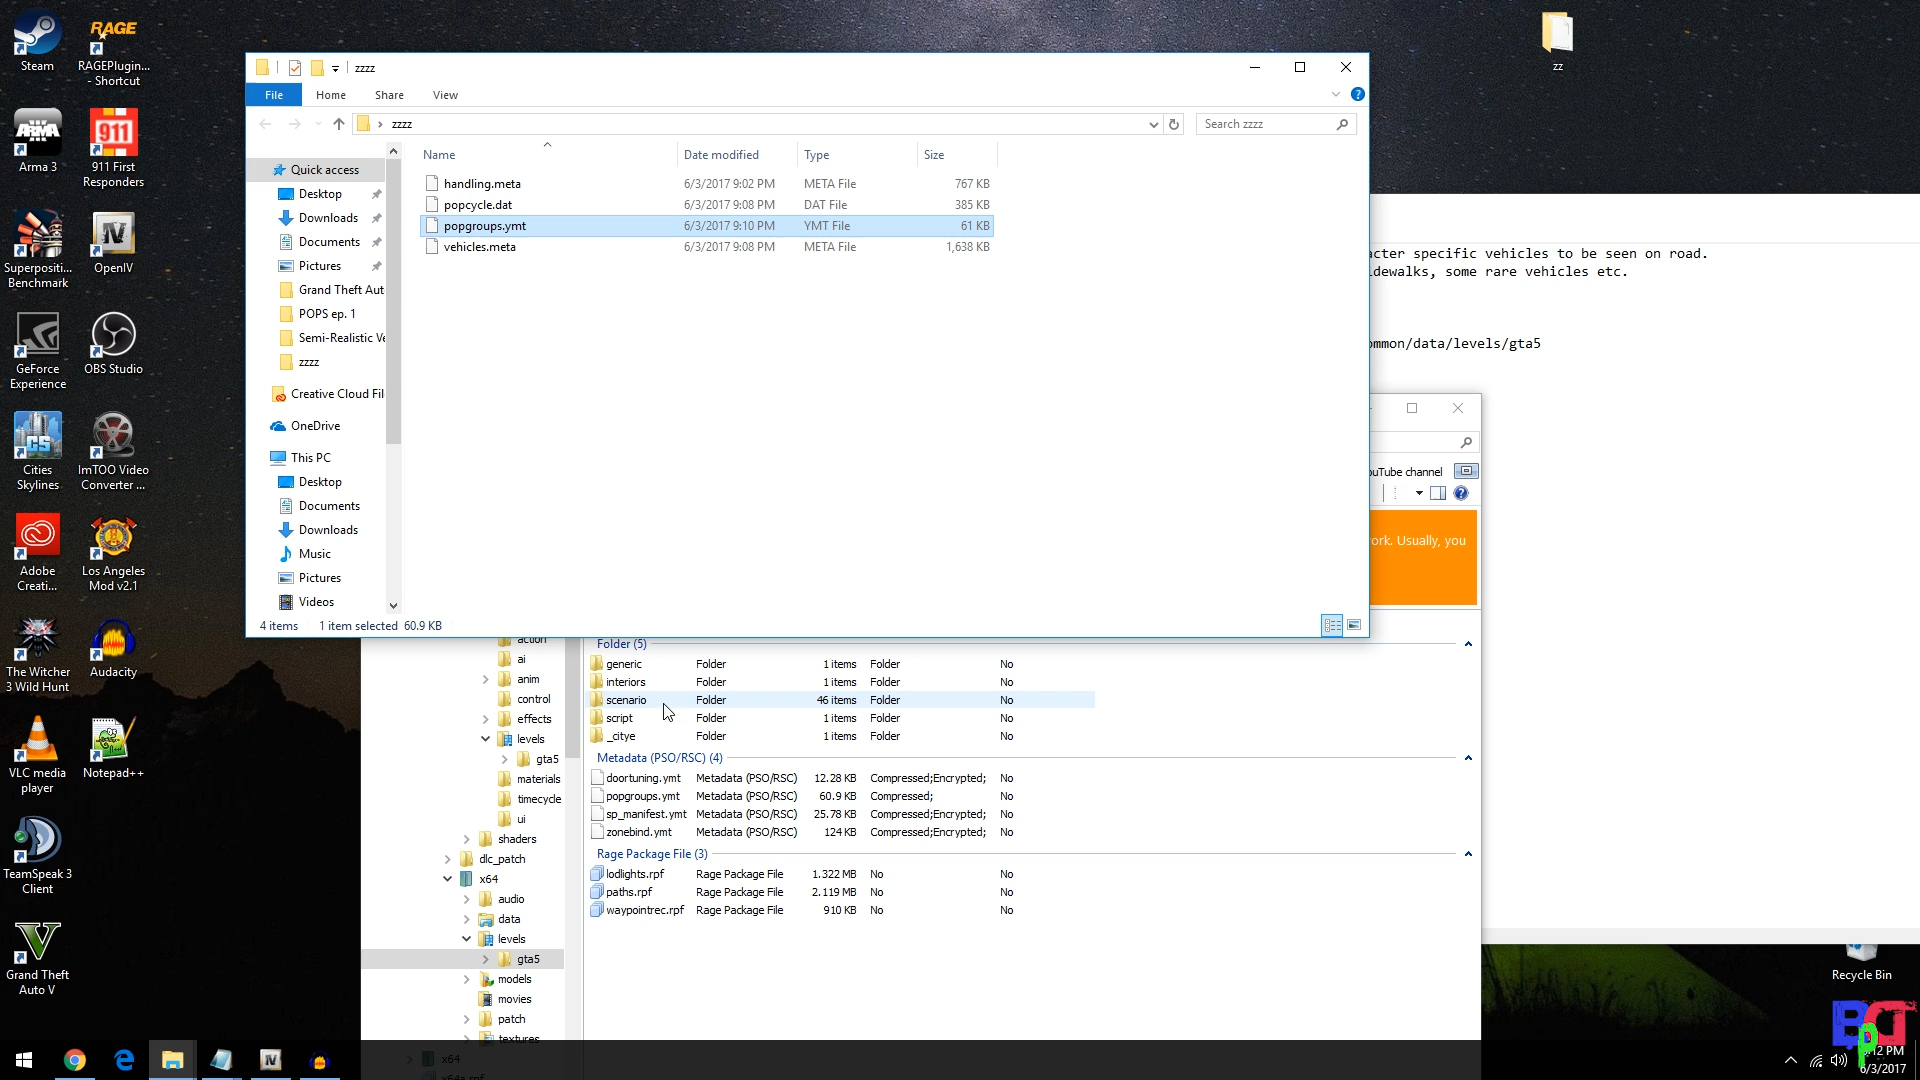 Steam
RAGE
RAGEPlugin...
- Shortcut
zz
Arma 3
911
911 First
Responders
Superpositi...
Benchmark
OpenIV
GeForce
Experience
OBS Studio
Cities
Skylines
ImTOO Video
Converter ...
Adobe
Creati...
Los Angeles
Mod v2.1
The Witcher
3 Wild Hunt
Audacity
VLC media
player
Notepad++
TeamSpeak 3
Client
Grand Theft
Auto V
zzzz
File Home Share View
zzzz
Search zzzz
Name Date modified Type Size
handling.meta 6/3/2017 9:02 PM META File 767 KB
popcycle.dat 6/3/2017 9:08 PM DAT File 385 KB
popgroups.ymt 6/3/2017 9:10 PM YMT File 61 KB
vehicles.meta 6/3/2017 9:08 PM META File 1,638 KB
Quick access
Desktop
Downloads
Documents
Pictures
Grand Theft Aut
POPS ep. 1
Semi-Realistic Ve
zzzz
Creative Cloud Fil
OneDrive
This PC
Desktop
Documents
Downloads
Music
Pictures
Videos
4 items 1 item selected 60.9 KB
acter specific vehicles to be seen on road.
idewalks, some rare vehicles etc.
ommon/data/levels/gta5
ouTube channel
ork. Usually, you
action
ai
anim
control
effects
levels
gta5
materials
timecycle
ui
shaders
dlc_patch
x64
audio
data
levels
gta5
models
movies
patch
textures
x64
x64a.rpf
Folder (5)
generic Folder 1 items Folder No
interiors Folder 1 items Folder No
scenario Folder 46 items Folder No
script Folder 1 items Folder No
_citye Folder 1 items Folder No
Metadata (PSO/RSC) (4)
doortuning.ymt Metadata (PSO/RSC) 12.28 KB Compressed;Encrypted; No
popgroups.ymt Metadata (PSO/RSC) 60.9 KB Compressed; No
sp_manifest.ymt Metadata (PSO/RSC) 25.78 KB Compressed;Encrypted; No
zonebind.ymt Metadata (PSO/RSC) 124 KB Compressed;Encrypted; No
Rage Package File (3)
lodlights.rpf Rage Package File 1.322 MB No No
paths.rpf Rage Package File 2.119 MB No No
waypointrec.rpf Rage Package File 910 KB No No
Recycle Bin
12 PM
6/3/2017